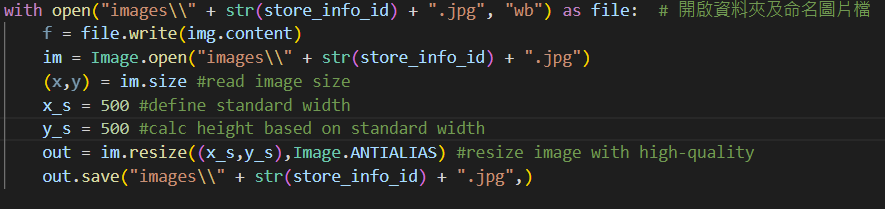 with open("images\\" + str(store_info_id) + ".jpg", "wb") as file:  # 開啟資料夾及命名圖片檔
    f = file.write(img.content)
    im = Image.open("images\\" + str(store_info_id) + ".jpg")
    (x,y) = im.size #read image size
    x_s = 500 #define standard width
    y_s = 500 #calc height based on standard width
    out = im.resize((x_s,y_s),Image.ANTIALIAS) #resize image with high-quality
    out.save("images\\" + str(store_info_id) + ".jpg",)